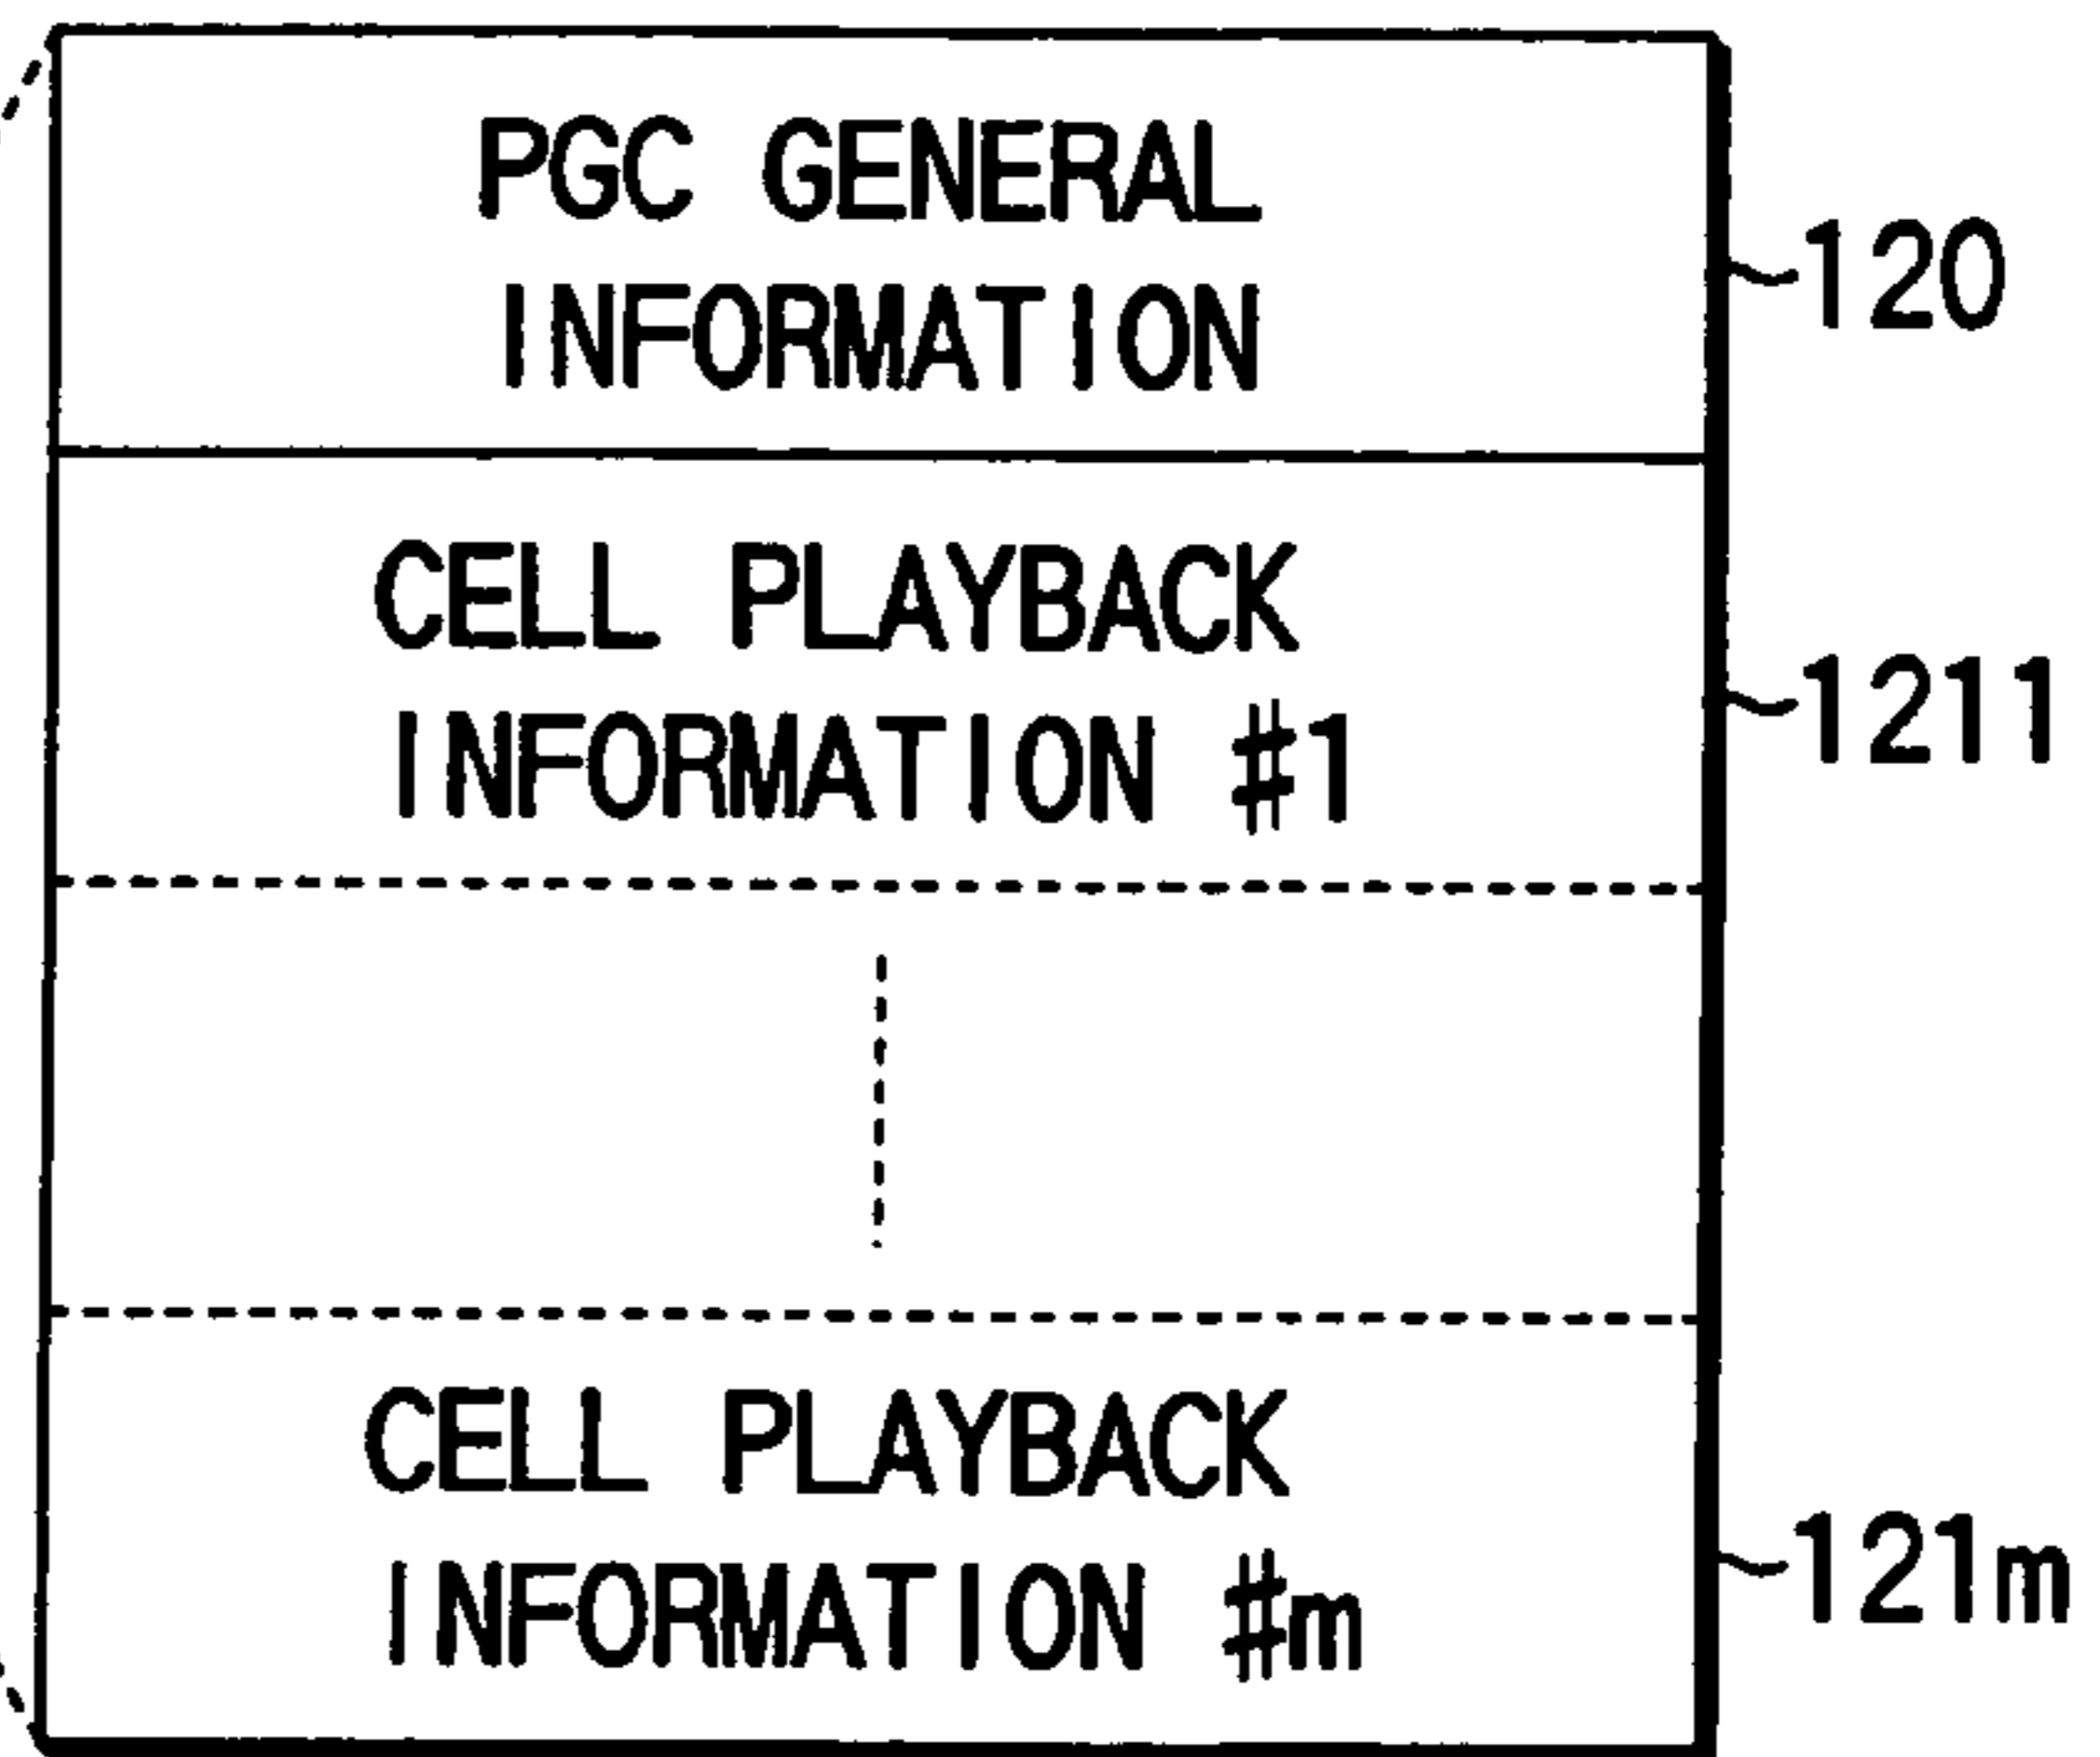 PGC GENERAL
INFORMATION
120
CELL PLAYBACK
INFORMATION #1
1211
CELL PLAYBACK
INFORMATION #m
121m